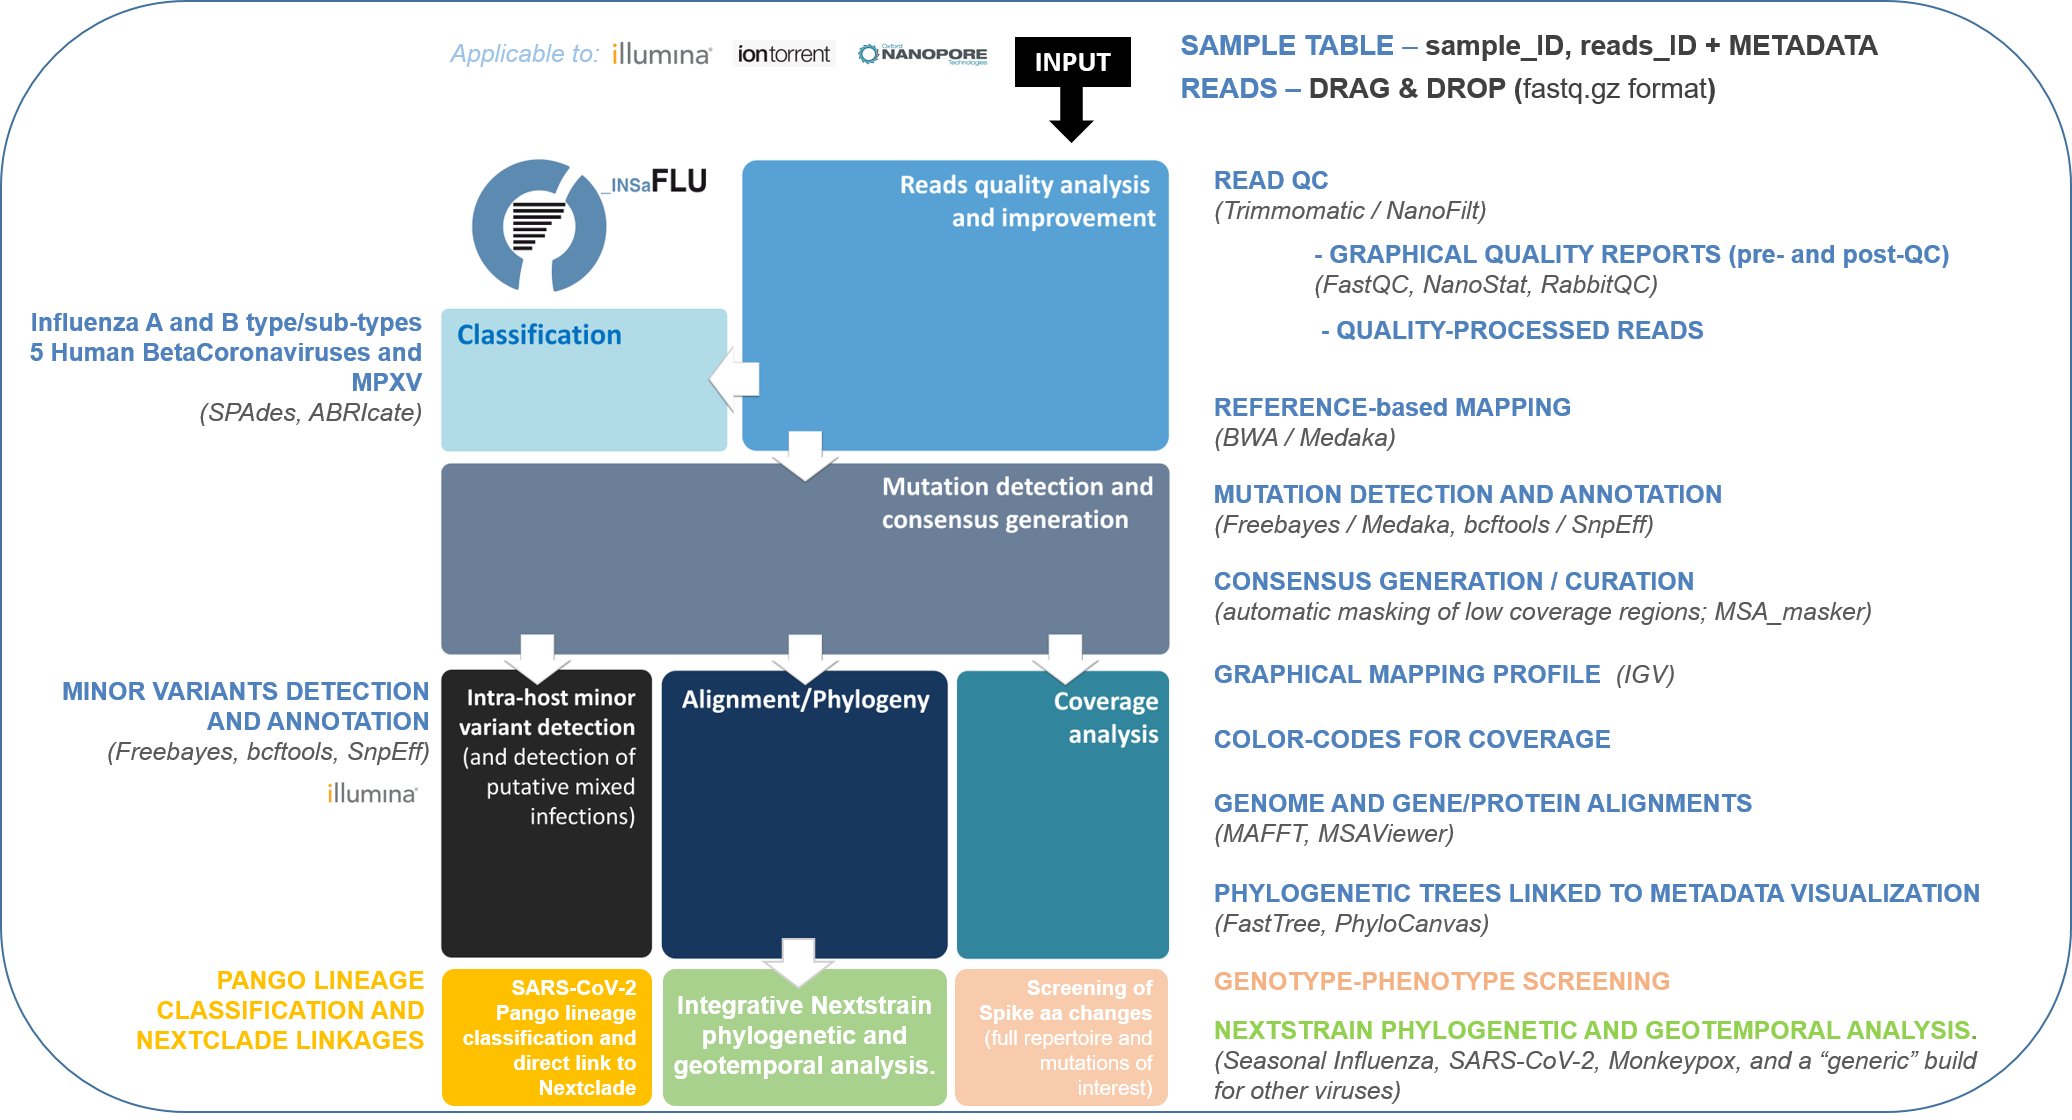 Applicable to: illumina® iontorrent Oxford NANOPORE Technologies
INPUT
SAMPLE TABLE – sample_ID, reads_ID + METADATA
READS – DRAG & DROP (fastq.gz format)
_INSaFLU
Reads quality analysis
and improvement
READ QC
(Trimmomatic / NanoFilt)
- GRAPHICAL QUALITY REPORTS (pre- and post-QC)
(FastQC, NanoStat, RabbitQC)
- QUALITY-PROCESSED READS
Influenza A and B type/sub-types
5 Human BetaCoronaviruses and
MPXV
(SPAdes, ABRIcate)
Classification
REFERENCE-based MAPPING
(BWA / Medaka)
Mutation detection and
consensus generation
MUTATION DETECTION AND ANNOTATION
(Freebayes / Medaka, bcftools / SnpEff)
CONSENSUS GENERATION / CURATION
(automatic masking of low coverage regions; MSA_masker)
MINOR VARIANTS DETECTION
AND ANNOTATION
(Freebayes, bcftools, SnpEff)
illumina®
Intra-host minor
variant detection
(and detection of
putative mixed
infections)
Alignment/Phylogeny
Coverage
analysis
GRAPHICAL MAPPING PROFILE (IGV)
COLOR-CODES FOR COVERAGE
GENOME AND GENE/PROTEIN ALIGNMENTS
(MAFFT, MSAViewer)
PHYLOGENETIC TREES LINKED TO METADATA VISUALIZATION
(FastTree, PhyloCanvas)
PANGO LINEAGE
CLASSIFICATION AND
NEXTCLADE LINKAGES
SARS-CoV-2
Pango lineage
classification and
direct link to
Nextclade
Integrative Nextstrain
phylogenetic and
geotemporal analysis.
Screening of
Spike aa changes
(full repertoire and
mutations of
interest)
GENOTYPE-PHENOTYPE SCREENING
NEXTSTRAIN PHYLOGENETIC AND GEOTEMPORAL ANALYSIS.
(Seasonal Influenza, SARS-CoV-2, Monkeypox, and a “generic” build
for other viruses)